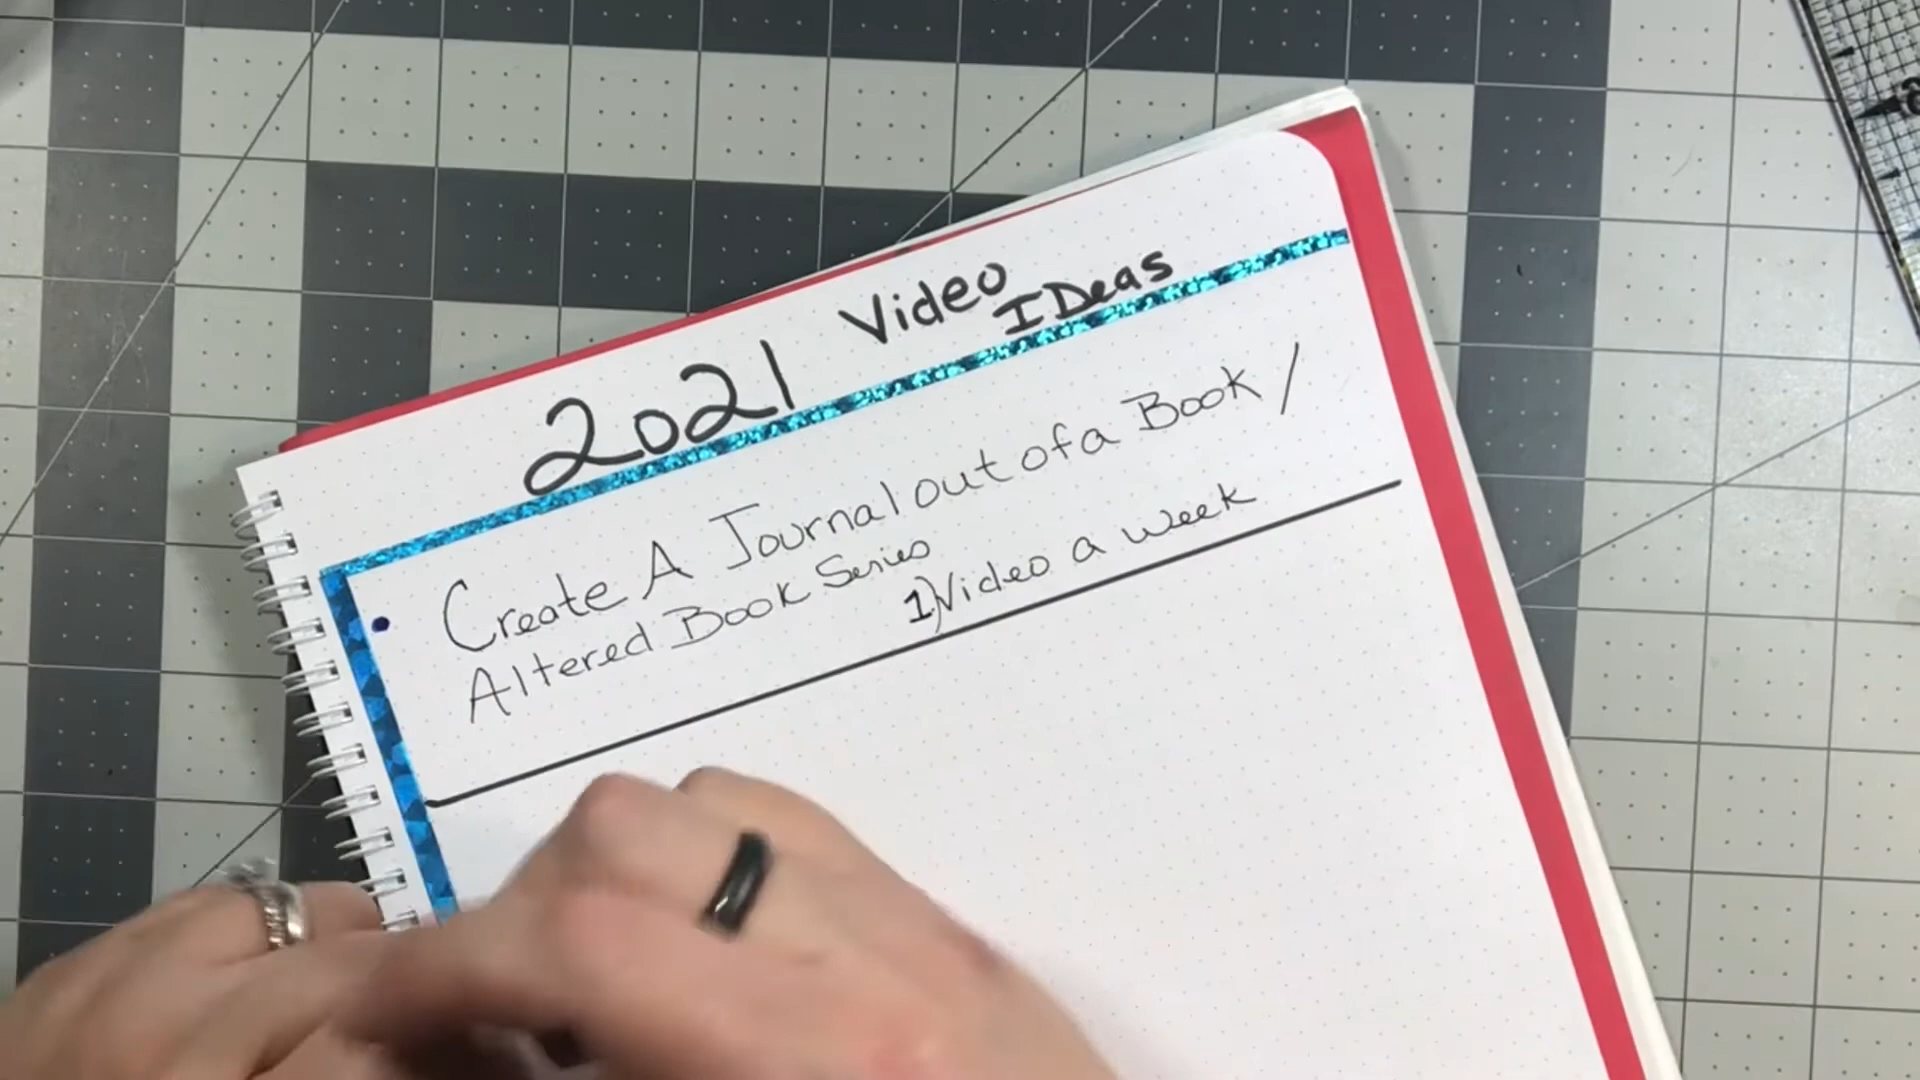 2021 Video
IDeas
Create A Journal out of a Book /
Altered Book Series
1) Video a week